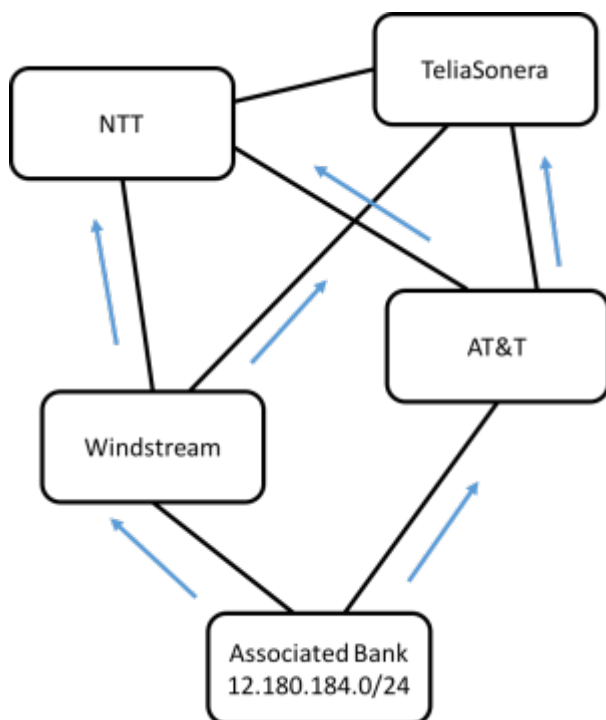 TeliaSonera
NTT
AT&T
Windstream
Associated Bank
12.180.184.0/24